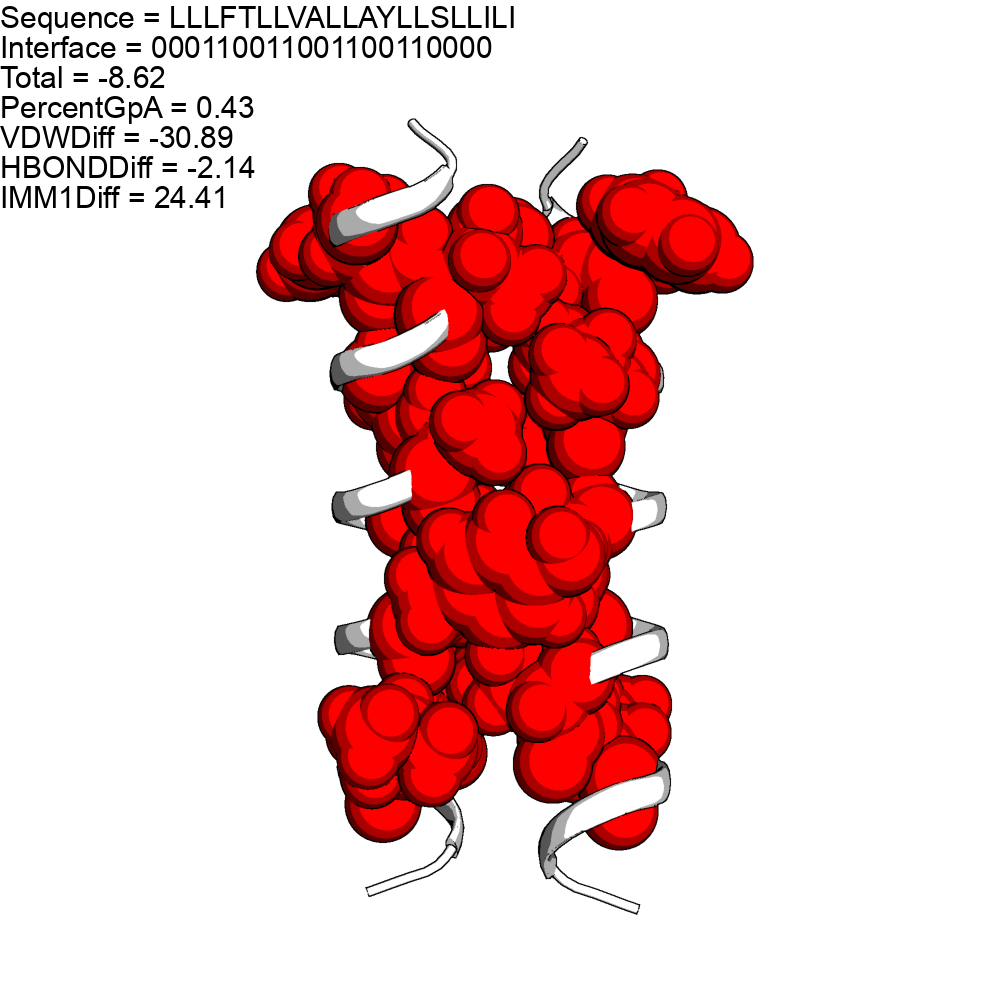 Sequence = LLLFTLLVALLAYLLSLLILI
Interface = 000110011001100110000
Total = -8.62
PercentGpA = 0.43
VDWDiff = -30.89
HBONDDiff = -2.14
IMM1Diff = 24.41